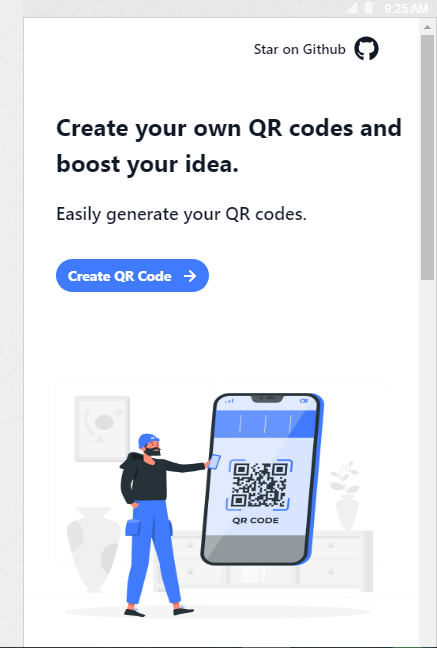 9:25 AM
Star on Github
Create your own QR codes and
boost your idea.
Easily generate your QR codes.
Create QR Code
QR CODE